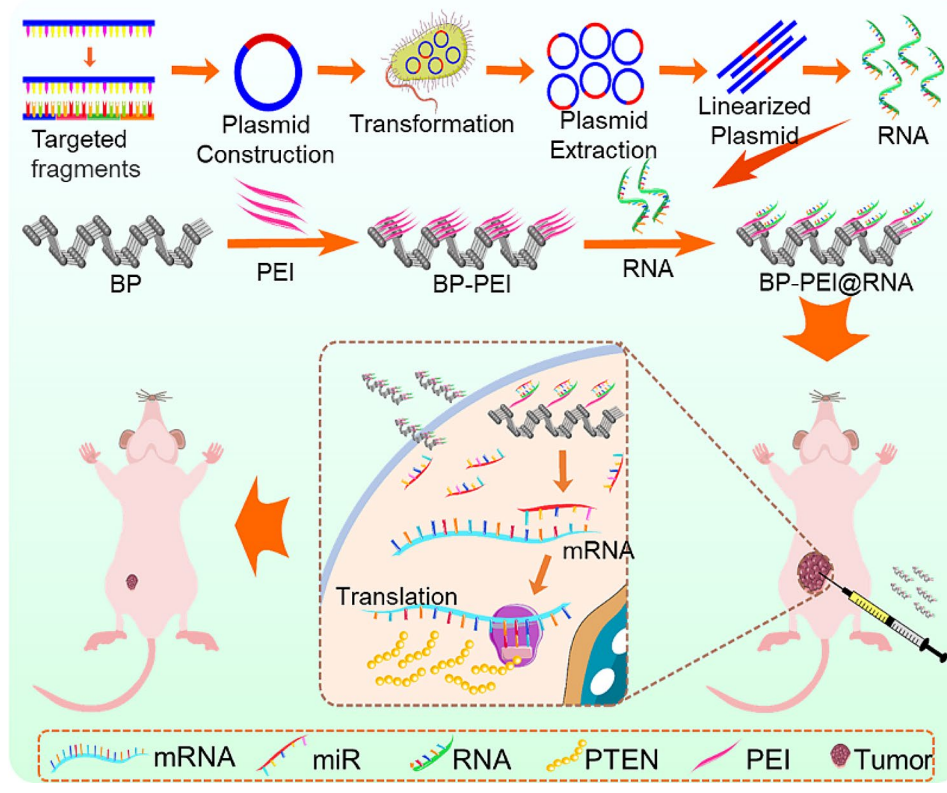 Targeted
fragments
Plasmid
Construction
Transformation
Plasmid
Extraction
Linearized
Plasmid
RNA
BP
PEI
BP-PEI
RNA
BP-PEI@RNA
mRNA
Translation
mRNA
miR
RNA
PTEN
PEI
Tumor